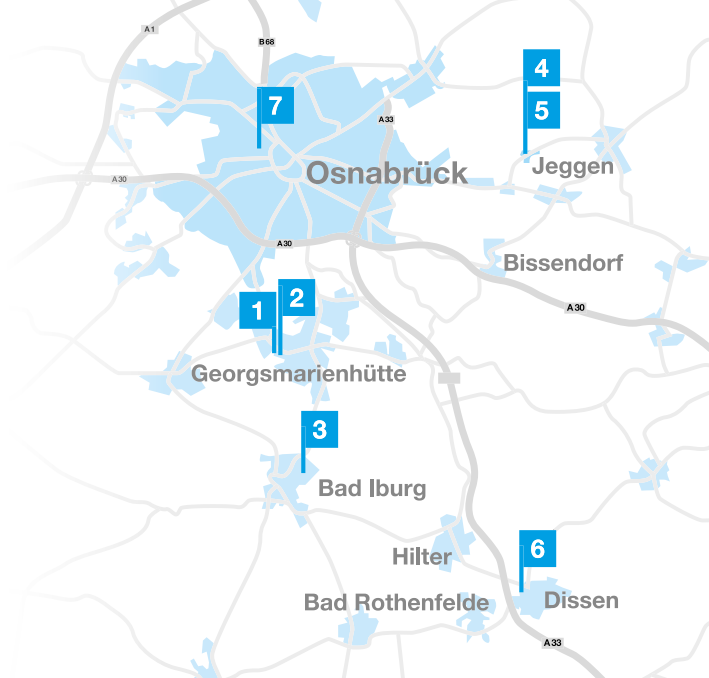 A1
B68
4
7
5
A33
Osnabrück
Jeggen
A30
A30
Bissendorf
2
1
A30
Georgsmarienhütte
3
Bad Iburg
6
Hilter
Bad Rothenfelde
Dissen
A33